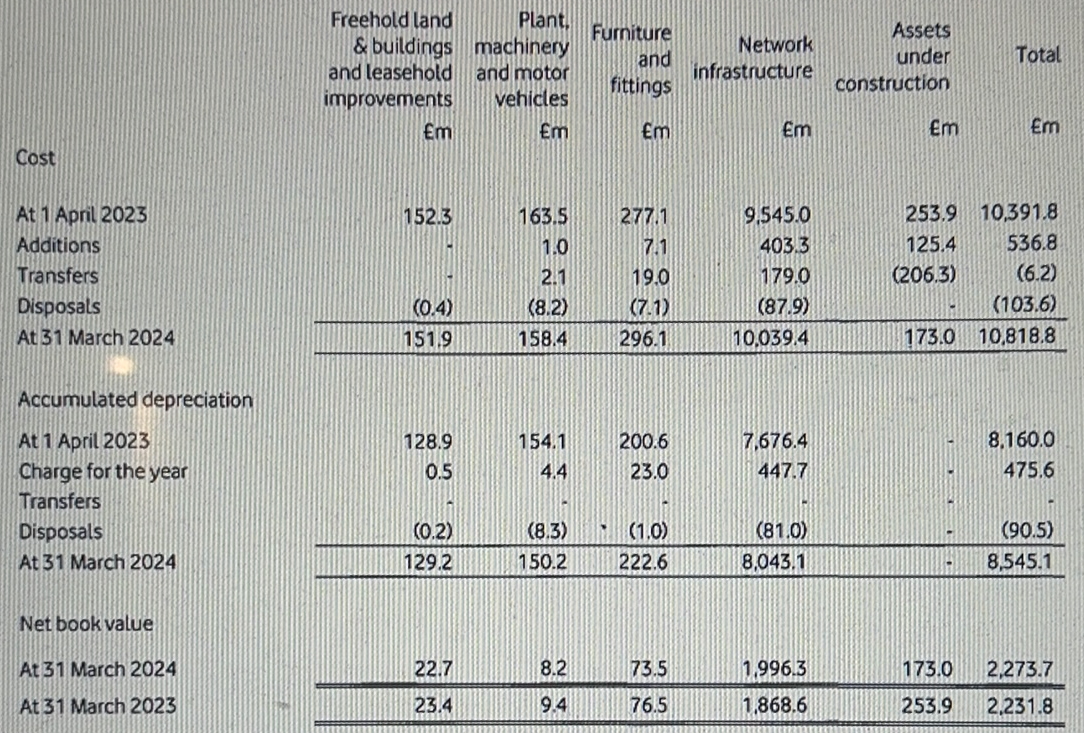 Freehold land & buildings and leasehold improvements Plant, machinery and motor vehicles Furniture and fittings Network infrastructure Assets under construction Total
£m £m £m £m £m £m
Cost
At 1 April 2023 152.3 163.5 277.1 9,545.0 253.9 10,391.8
Additions - 1.0 7.1 403.3 125.4 536.8
Transfers - 2.1 19.0 179.0 (206.3) (6.2)
Disposals (0.4) (8.2) (7.1) (87.9) - (103.6)
At 31 March 2024 151.9 158.4 296.1 10,039.4 173.0 10,818.8
Accumulated depreciation
At 1 April 2023 128.9 154.1 200.6 7,676.4 - 8,160.0
Charge for the year 0.5 4.4 23.0 447.7 - 475.6
Transfers - - - - - -
Disposals (0.2) (8.3) (1.0) (81.0) - (90.5)
At 31 March 2024 129.2 150.2 222.6 8,043.1 - 8,545.1
Net book value
At 31 March 2024 22.7 8.2 73.5 1,996.3 173.0 2,273.7
At 31 March 2023 23.4 9.4 76.5 1,868.6 253.9 2,231.8